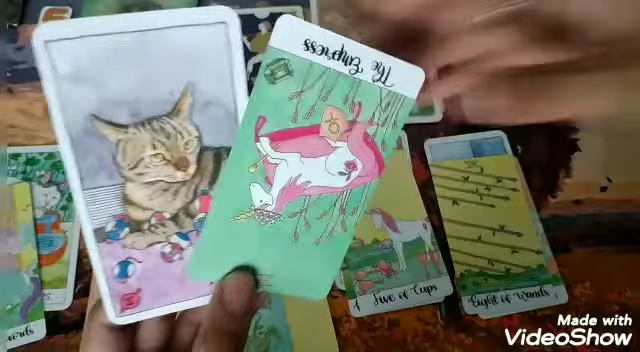 The Empress
Five of Cups
Eight of Wands
Made with
VideoShow